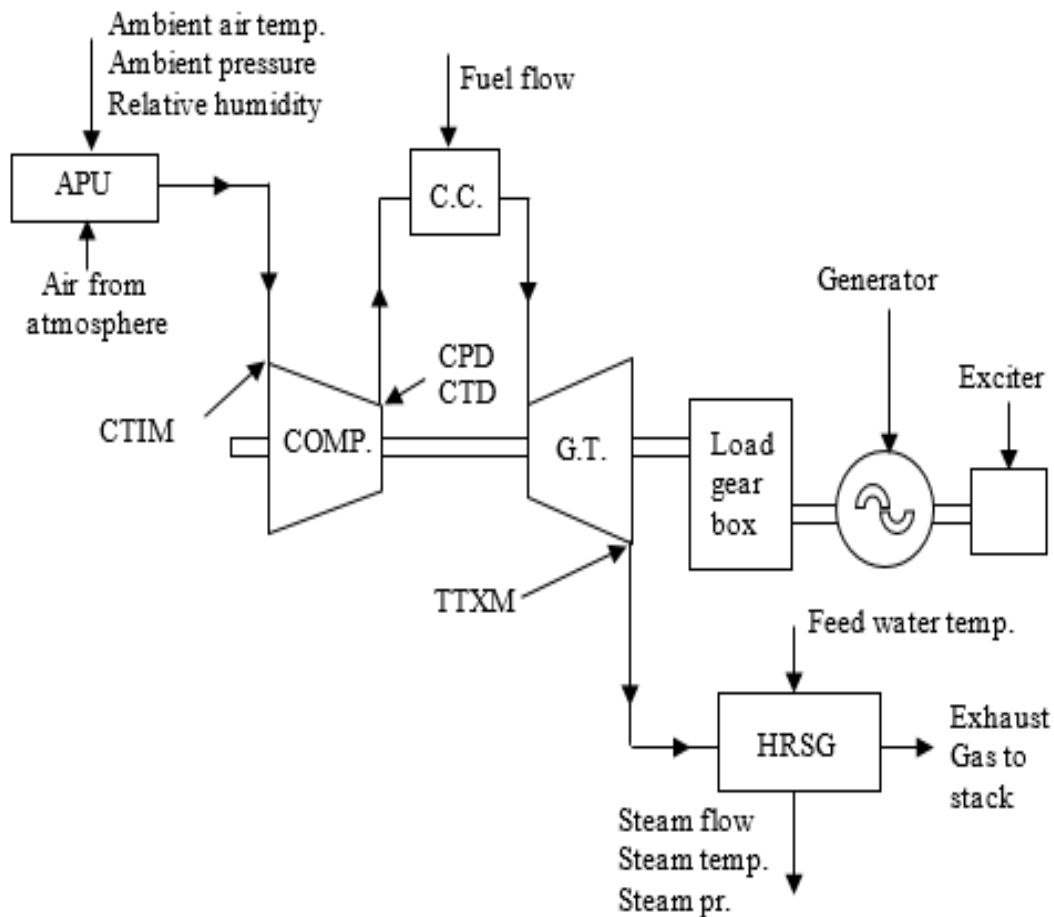 Ambient air temp.
Ambient pressure
Relative humidity
Fuel flow
APU
C.C.
Air from
atmosphere
Generator
CPD
CTD
Exciter
CTIM
COMP.
G.T.
Load
gear
box
TTXM
Feed water temp.
HRSG
Exhaust
Gas to
stack
Steam flow
Steam temp.
Steam pr.